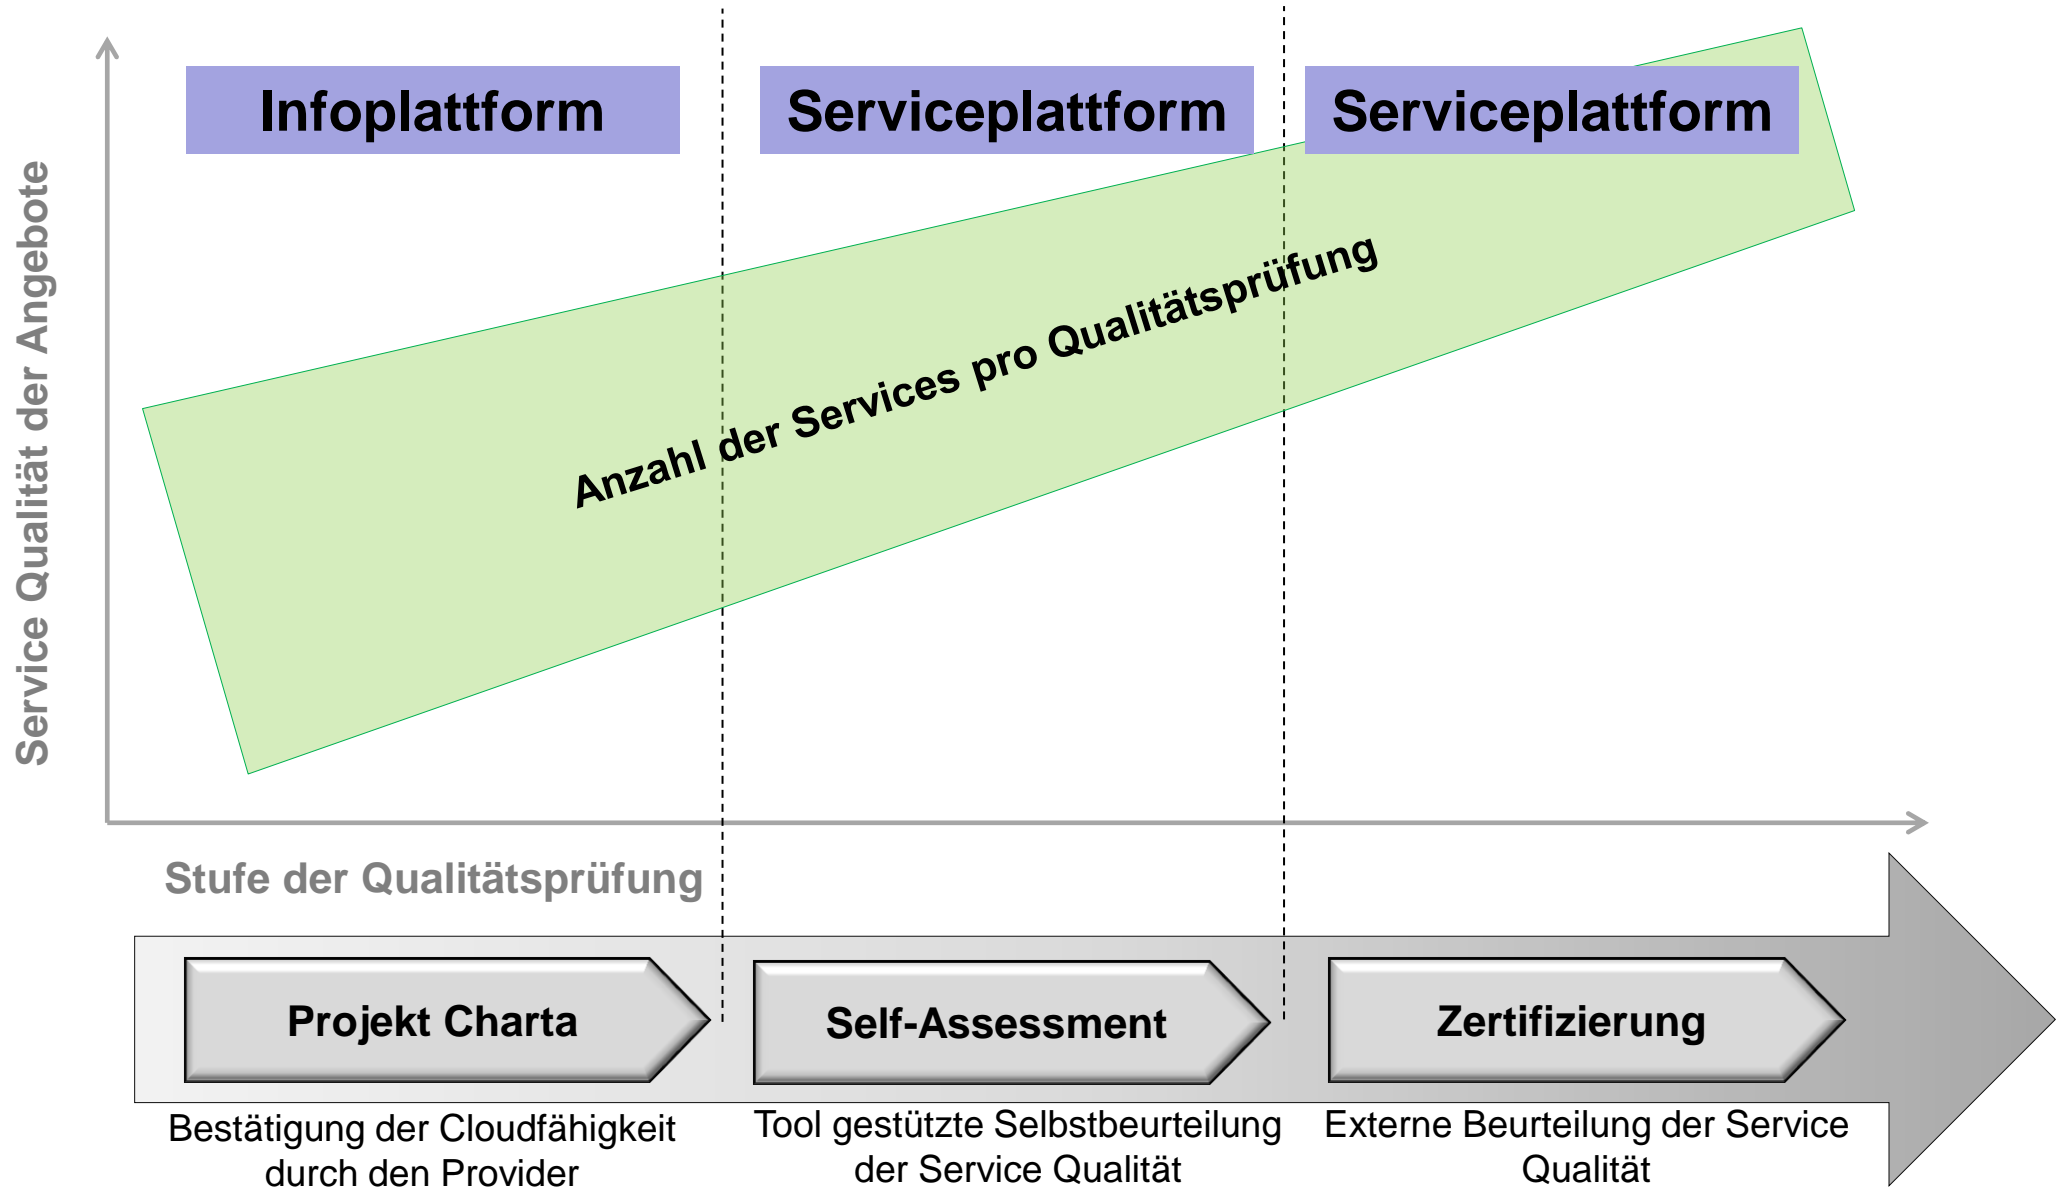 Infoplattform
Serviceplattform
Serviceplattform
Service Qualität der Angebote
Anzahl der Services pro Qualitätsprüfung
Stufe der Qualitätsprüfung
Projekt Charta
Self-Assessment
Zertifizierung
Bestätigung der Cloudfähigkeit
durch den Provider
Tool gestützte Selbstbeurteilung
der Service Qualität
Externe Beurteilung der Service
Qualität